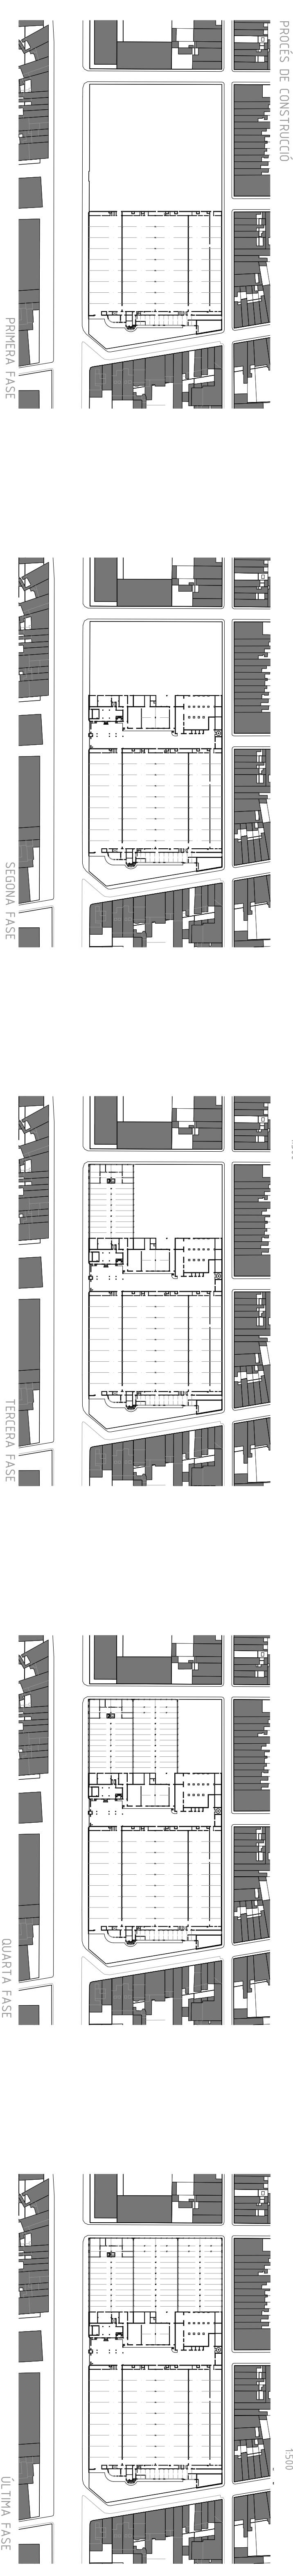 PROCÉS DE CONSTRUCCIÓ
PRIMERA FASE
SEGONA FASE
TERCERA FASE
QUARTA FASE
ÚLTIMA FASE
1:500